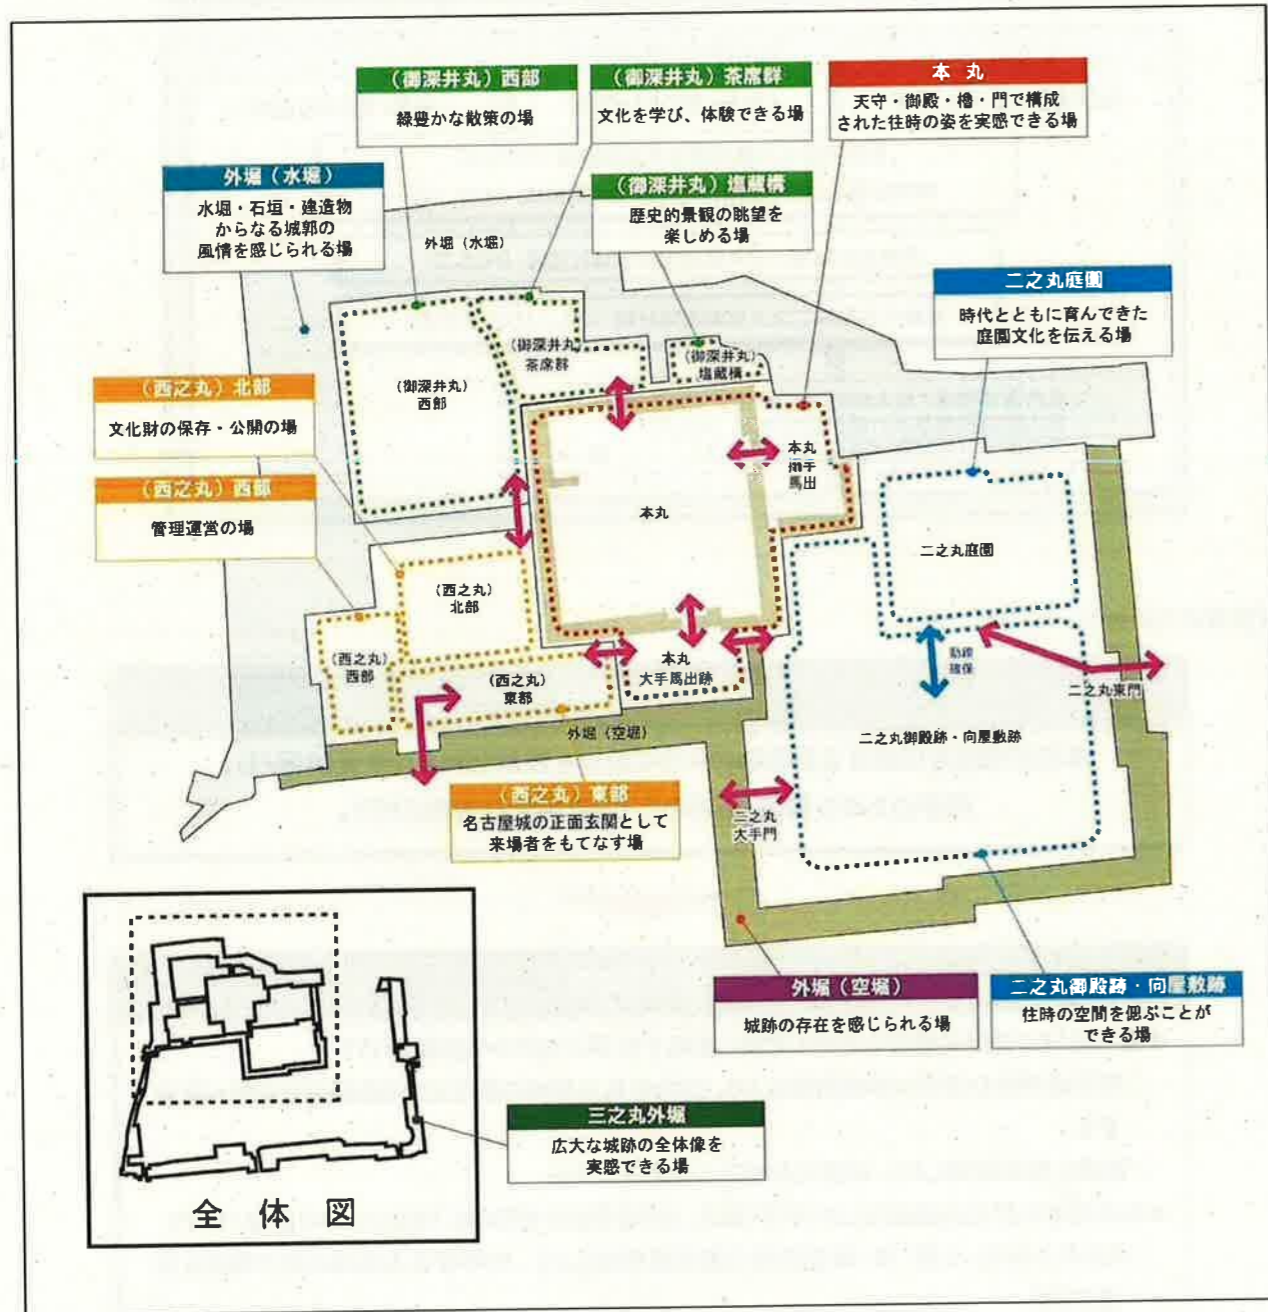 （御深井丸）西部
緑豊かな散策の場
（御深井丸）茶席群
文化を学び、体験できる場
本丸
天守・御殿・櫓・門で構成
された往時の姿を実感できる場
外堀（水堀）
水堀・石垣・建造物
からなる城郭の
風情を感じられる場
（御深井丸）塩蔵構
歴史的景観の眺望を
楽しめる場
外堀（水堀）
二之丸庭園
時代とともに育んできた
庭園文化を伝える場
（御深井丸）
茶席群
（御深井丸）
塩蔵構
（御深井丸）
西部
（西之丸）北部
文化財の保存・公開の場
本丸
搦手
馬出
（西之丸）西部
管理運営の場
本丸
二之丸庭園
（西之丸）
北部
（西之丸）
西部
本丸
大手馬出跡
動線
確保
（西之丸）
東部
二之丸東門
外堀（空堀）
二之丸御殿跡・向屋敷跡
（西之丸）東部
名古屋城の正面玄関として
来場者をもてなす場
二之丸
大手門
外堀（空堀）
城跡の存在を感じられる場
二之丸御殿跡・向屋敷跡
往時の空間を偲ぶことが
できる場
三之丸外堀
広大な城跡の全体像を
実感できる場
全体図